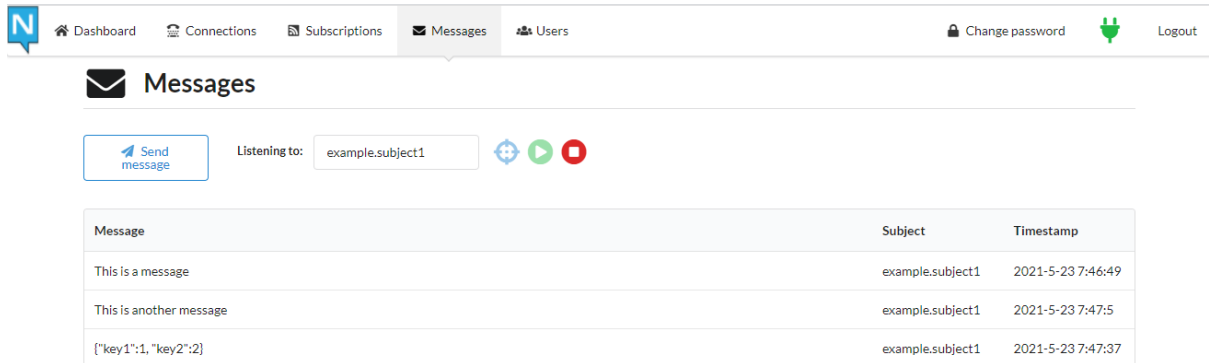 N Dashboard Connections Subscriptions Messages Users Change password Logout
Messages
Send
message
Listening to: example.subject1
Message Subject Timestamp
This is a message example.subject1 2021-5-23 7:46:49
This is another message example.subject1 2021-5-23 7:47:5
{"key1":1, "key2":2} example.subject1 2021-5-23 7:47:37